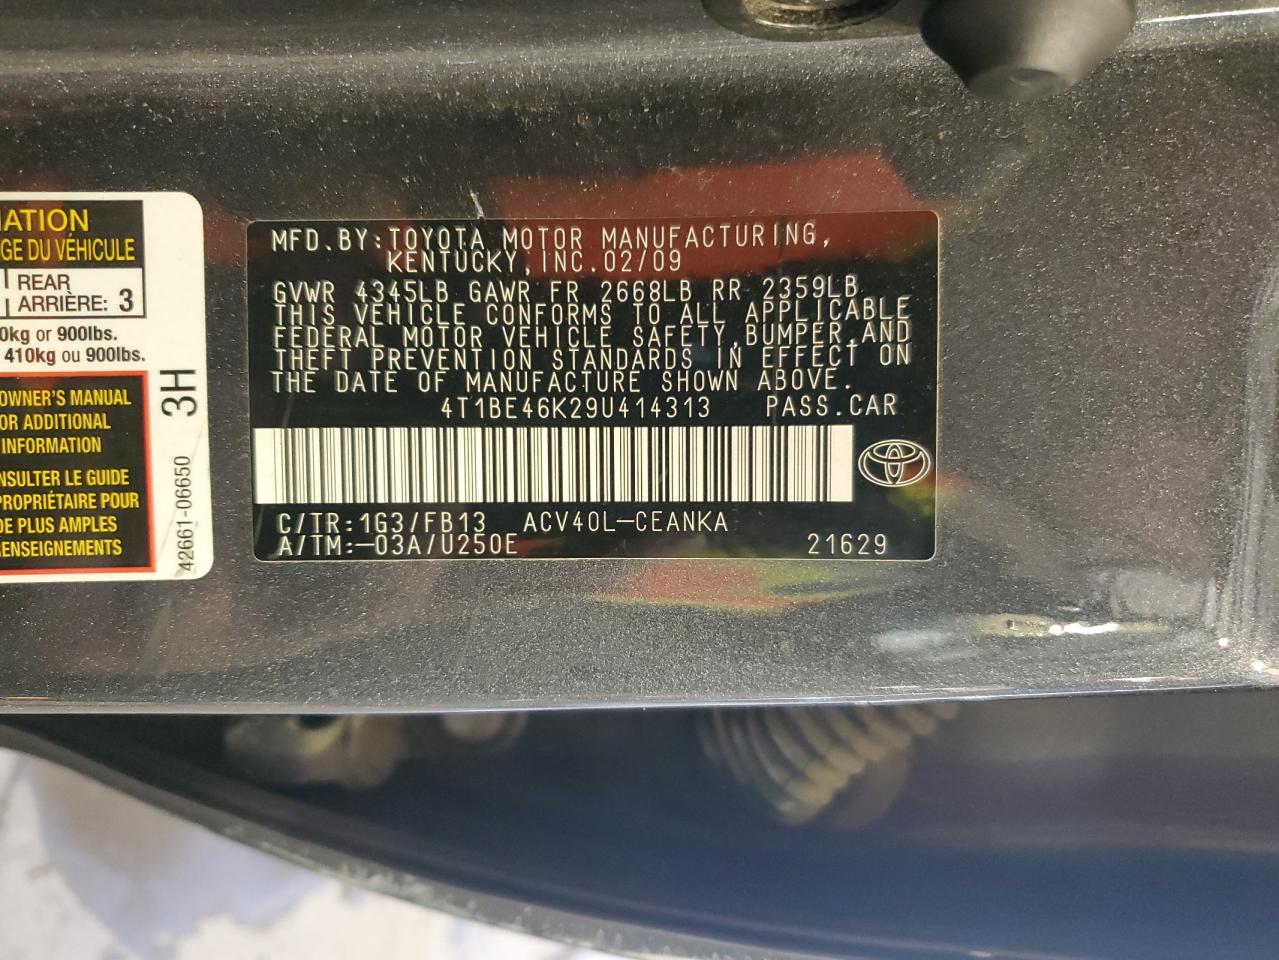 MATION
GE DU VÉHICULE
REAR
ARRIÈRE: 3
0kg or 900lbs.
410kg ou 900lbs.
OWNER'S MANUAL
OR ADDITIONAL
INFORMATION
NSULTER LE GUIDE
PROPRIÉTAIRE POUR
DE PLUS AMPLES
RENSEIGNEMENTS
3H
42661-06650
MFD.BY:TOYOTA MOTOR MANUFACTURING,
KENTUCKY,INC.02/09
GVWR 4345LB GAWR FR 2668LB RR 2359LB
THIS VEHICLE CONFORMS TO ALL APPLICABLE
FEDERAL MOTOR VEHICLE SAFETY,BUMPER,AND
THEFT PREVENTION STANDARDS IN EFFECT ON
THE DATE OF MANUFACTURE SHOWN ABOVE.
4T1BE46K29U414313 PASS.CAR
C/TR:1G3/FB13 ACV40L-CEANKA
A/TM:-03A/U250E 21629